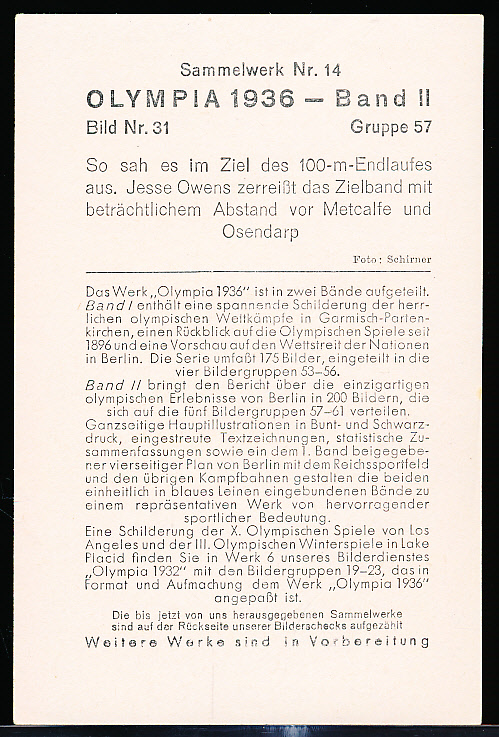 Sammelwerk Nr. 14
OLYMPIA 1936 – Band II
Bild Nr. 31 Gruppe 57
So sah es im Ziel des 100-m-Endlaufes
aus. Jesse Owens zerreißt das Zielband mit
beträchtlichem Abstand vor Metcalfe und
Osendarp
Foto: Schirner
Das Werk „Olympia 1936" ist in zwei Bände aufgeteilt.
Band I enthält eine spannende Schilderung der herr-
lichen olympischen Wettkämpfe in Garmisch-Parten-
kirchen, einen Rückblick auf die Olympischen Spiele seit
1896 und eine Vorschau auf den Wettstreit der Nationen
in Berlin. Die Serie umfaßt 175 Bilder, eingeteilt in die
vier Bildergruppen 53–56.
Band II bringt den Bericht über die einzigartigen
olympischen Erlebnisse von Berlin in 200 Bildern, die
sich auf die fünf Bildergruppen 57–61 verteilen.
Ganzseitige Hauptillustrationen in Bunt- und Schwarz-
druck, eingestreute Textzeichnungen, statistische Zu-
sammenfassungen sowie ein dem 1. Band beigegebe-
ner vierseitiger Plan von Berlin mit dem Reichssportfeld
und den übrigen Kampfbahnen gestalten die beiden
einheitlich in blaues Leinen eingebundenen Bände zu
einem repräsentativen Werk von hervorragender
sportlicher Bedeutung.
Eine Schilderung der X. Olympischen Spiele von Los
Angeles und der III. Olympischen Winterspiele in Lake
Placid finden Sie in Werk 6 unseres Bilderdienstes
„Olympia 1932" mit den Bildergruppen 19–23, das in
Format und Aufmachung dem Werk „Olympia 1936"
angepaßt ist.
Die bis jetzt von uns herausgegebenen Sammelwerke
sind auf der Rückseite unserer Bilderschecks aufgezählt
Weitere Werke sind in Vorbereitung